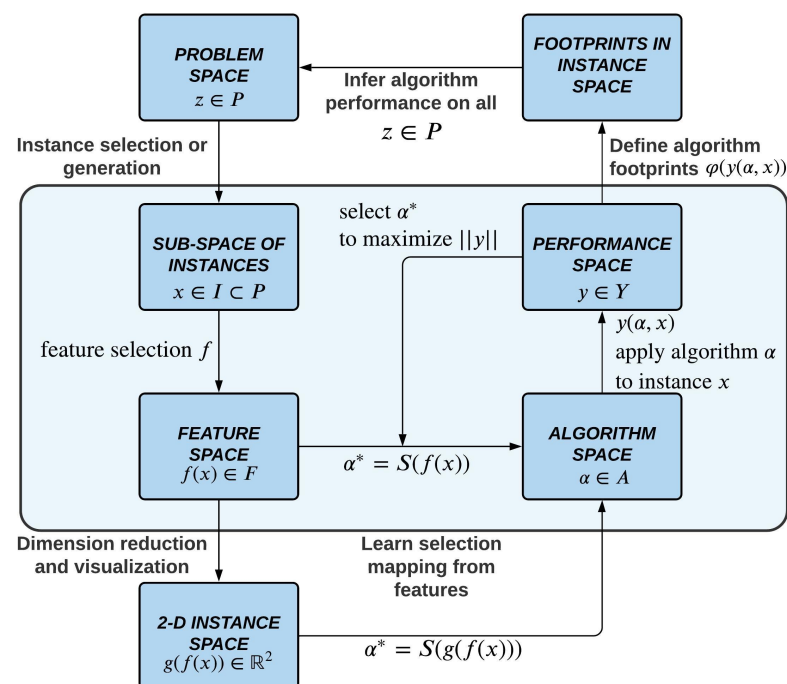 PROBLEM
SPACE
z ∈ P
FOOTPRINTS IN
INSTANCE
SPACE
Infer algorithm
performance on all
z ∈ P
Instance selection or
generation
Define algorithm
footprints φ(y(α, x))
SUB-SPACE OF
INSTANCES
x ∈ I ⊂ P
select α*
to maximize ||y||
PERFORMANCE
SPACE
y ∈ Y
feature selection f
y(α, x)
apply algorithm α
to instance x
FEATURE
SPACE
f(x) ∈ F
α* = S(f(x))
ALGORITHM
SPACE
α ∈ A
Dimension reduction
and visualization
Learn selection
mapping from
features
2-D INSTANCE
SPACE
g(f(x)) ∈ ℝ²
α* = S(g(f(x)))